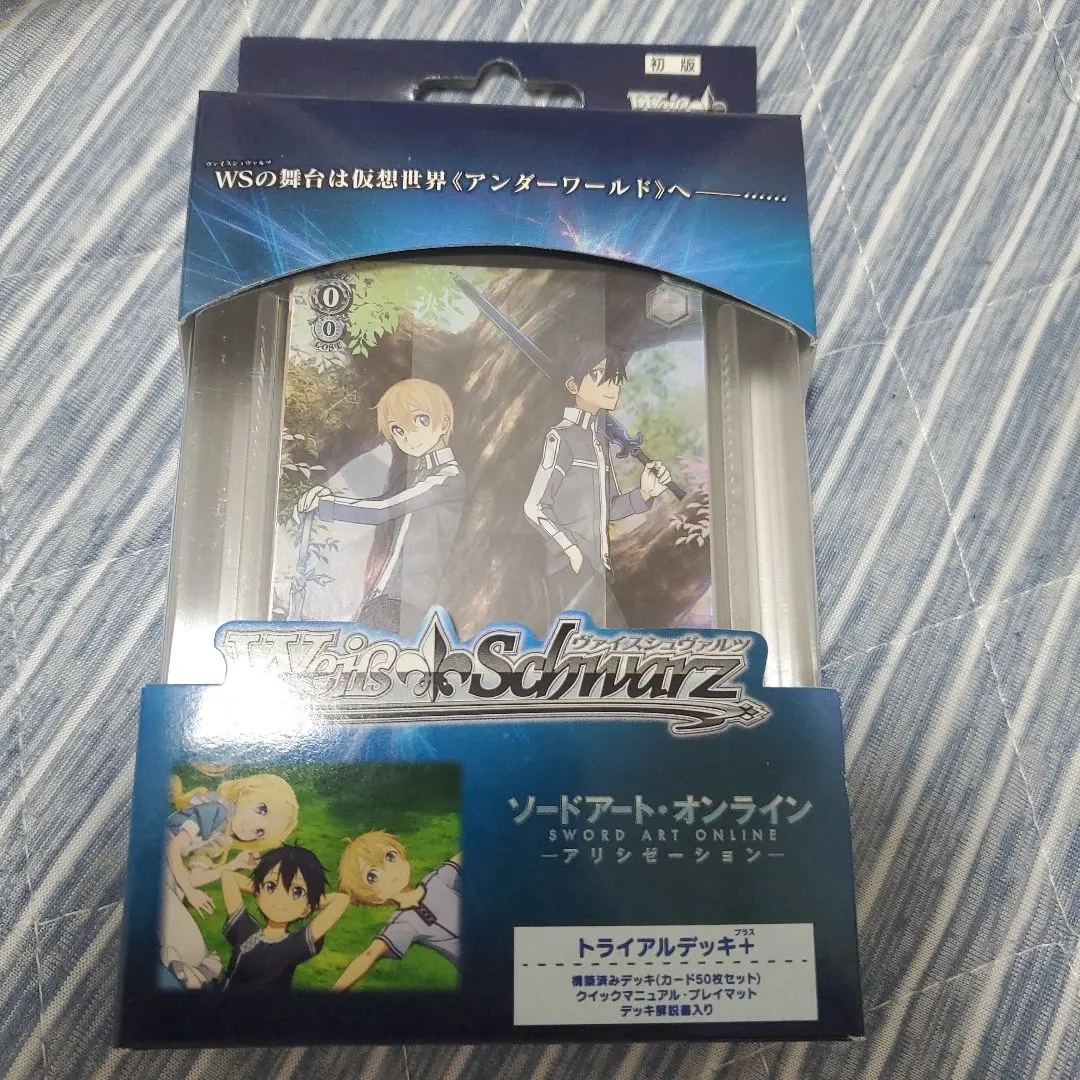 初版
Weiß
ヴァイスシュヴァルツ
WSの舞台は仮想世界《アンダーワールド》へ――……
0
0
COST
ヴァイスシュヴァルツ
Weiß Schwarz
ソードアート・オンライン
SWORD ART ONLINE
―アリシゼーション―
プラス
トライアルデッキ+
構築済みデッキ(カード50枚セット)
クイックマニュアル・プレイマット
デッキ解説書入り